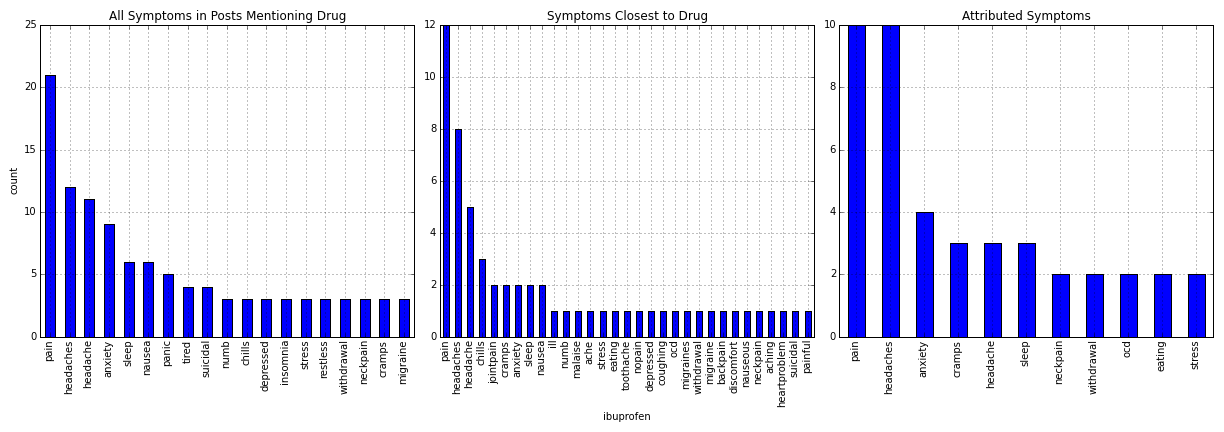 All Symptoms in Posts Mentioning Drug
25
20
15
10
5
0
count
pain
headaches
headache
anxiety
sleep
nausea
panic
tired
suicidal
numb
chills
depressed
insomnia
stress
restless
withdrawal
neckpain
cramps
migraine
Symptoms Closest to Drug
12
10
8
6
4
2
0
pain
headaches
headache
chills
jointpain
cramps
anxiety
sleep
nausea
ill
numb
malaise
ache
stress
eating
toothache
nopain
depressed
coughing
ocd
migraines
withdrawal
migraine
backpain
discomfort
nauseous
neckpain
aching
heartproblem
suicidal
painful
ibuprofen
Attributed Symptoms
10
8
6
4
2
0
pain
headaches
anxiety
cramps
headache
sleep
neckpain
withdrawal
ocd
eating
stress